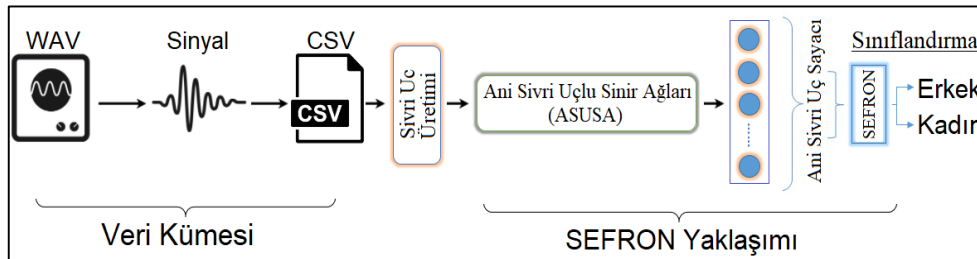 WAV
Sinyal
CSV
CSV
Sivri Uc
Üretimi
Ani Sivri Uçlu Sinir Ağları
(ASUSA)
Ani Sivri Uç Sayacı
SEFRON
Sınıflandırma
Erkek
Kadın
Veri Kümesi
SEFRON Yaklaşımı